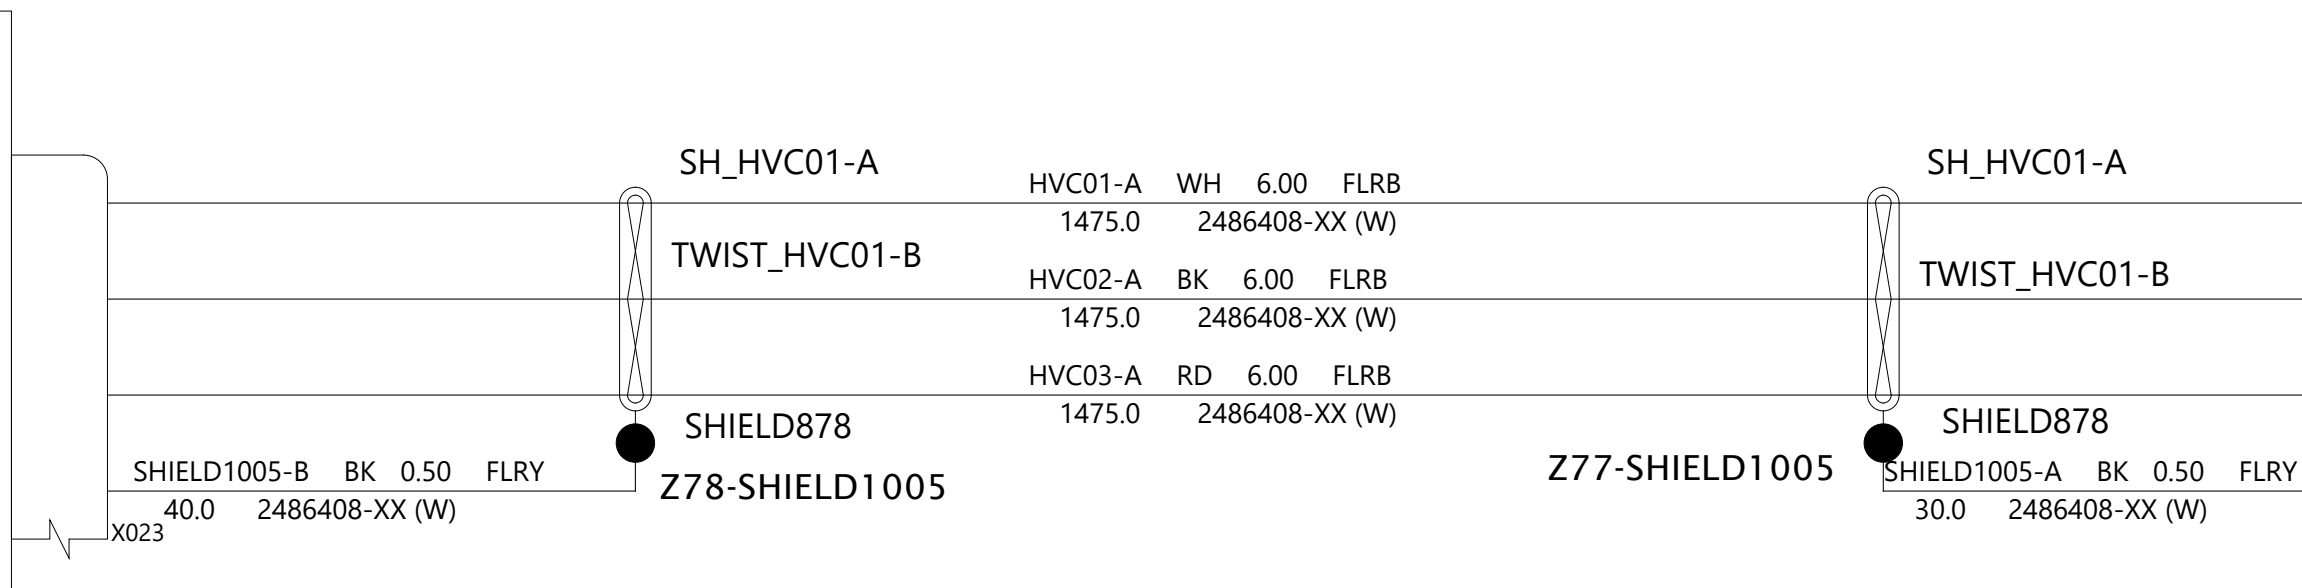 SH_HVC01-A
SH_HVC01-A
HVC01-A WH 6.00 FLRB
1475.0 2486408-XX (W)
TWIST_HVC01-B
TWIST_HVC01-B
HVC02-A BK 6.00 FLRB
1475.0 2486408-XX (W)
HVC03-A RD 6.00 FLRB
1475.0 2486408-XX (W)
SHIELD878
SHIELD878
SHIELD1005-B BK 0.50 FLRY
Z78-SHIELD1005
Z77-SHIELD1005
SHIELD1005-A BK 0.50 FLRY
40.0 2486408-XX (W)
30.0 2486408-XX (W)
X023